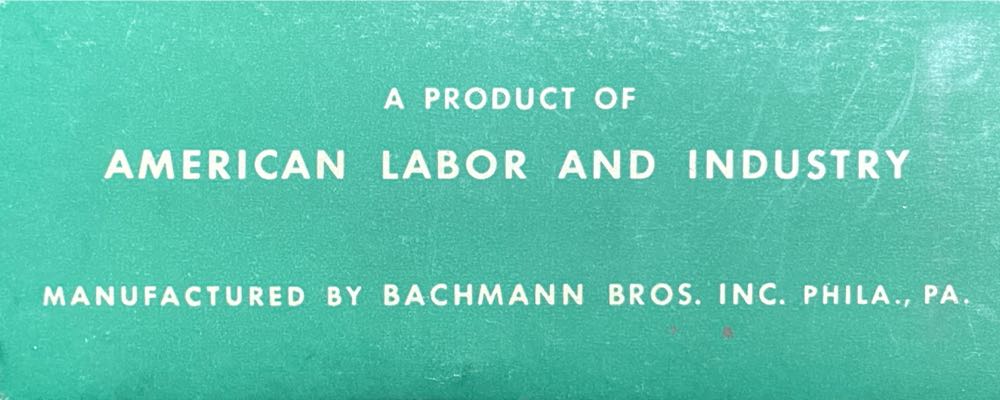 A PRODUCT OF
AMERICAN LABOR AND INDUSTRY
MANUFACTURED BY BACHMANN BROS. INC. PHILA., PA.